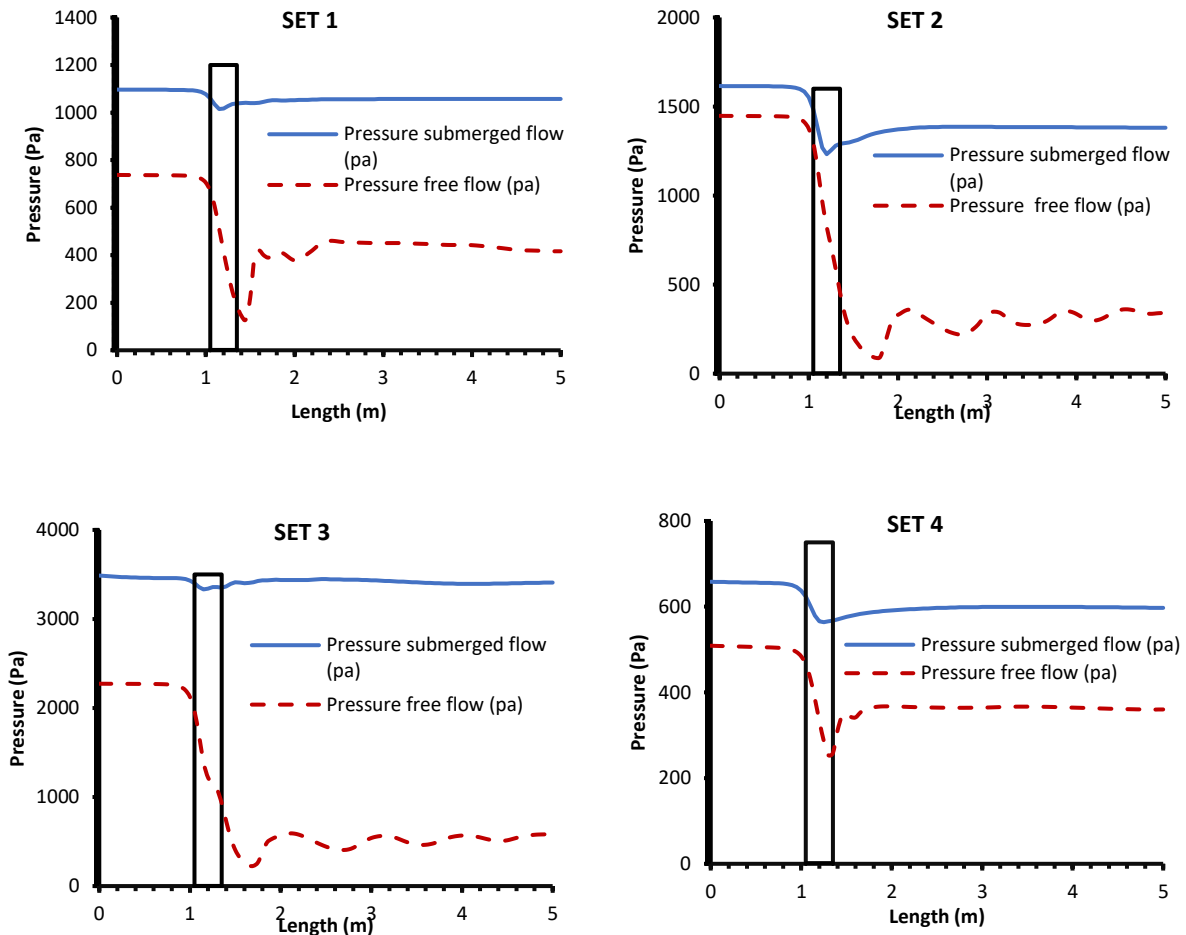 SET 1
1400
1200
1000
800
600
400
200
0
Pressure (Pa)
Pressure submerged flow
(pa)
Pressure free flow (pa)
0 1 2 3 4 5
Length (m)
SET 2
2000
1500
1000
500
0
Pressure (Pa)
Pressure submerged flow
(pa)
Pressure free flow (pa)
0 1 2 3 4 5
Length (m)
SET 3
4000
3000
2000
1000
0
Pressure (Pa)
Pressure submerged flow
(pa)
Pressure free flow (pa)
0 1 2 3 4 5
Length (m)
SET 4
800
600
400
200
0
Pressure (Pa)
Pressure submerged flow (pa)
Pressure free flow (pa)
0 1 2 3 4 5
Length (m)